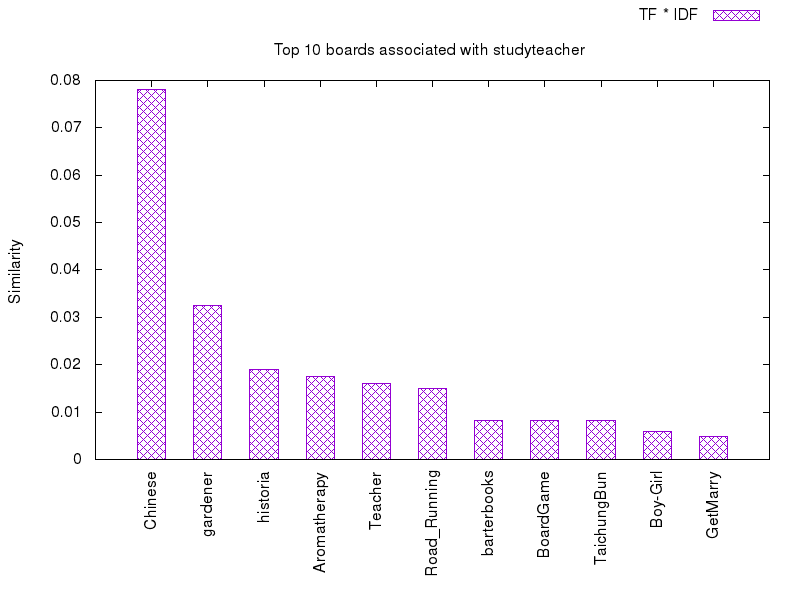 TF * IDF
Top 10 boards associated with studyteacher
Similarity
0.08
0.07
0.06
0.05
0.04
0.03
0.02
0.01
0
Chinese
gardener
historia
Aromatherapy
Teacher
Road_Running
barterbooks
BoardGame
TaichungBun
Boy-Girl
GetMarry